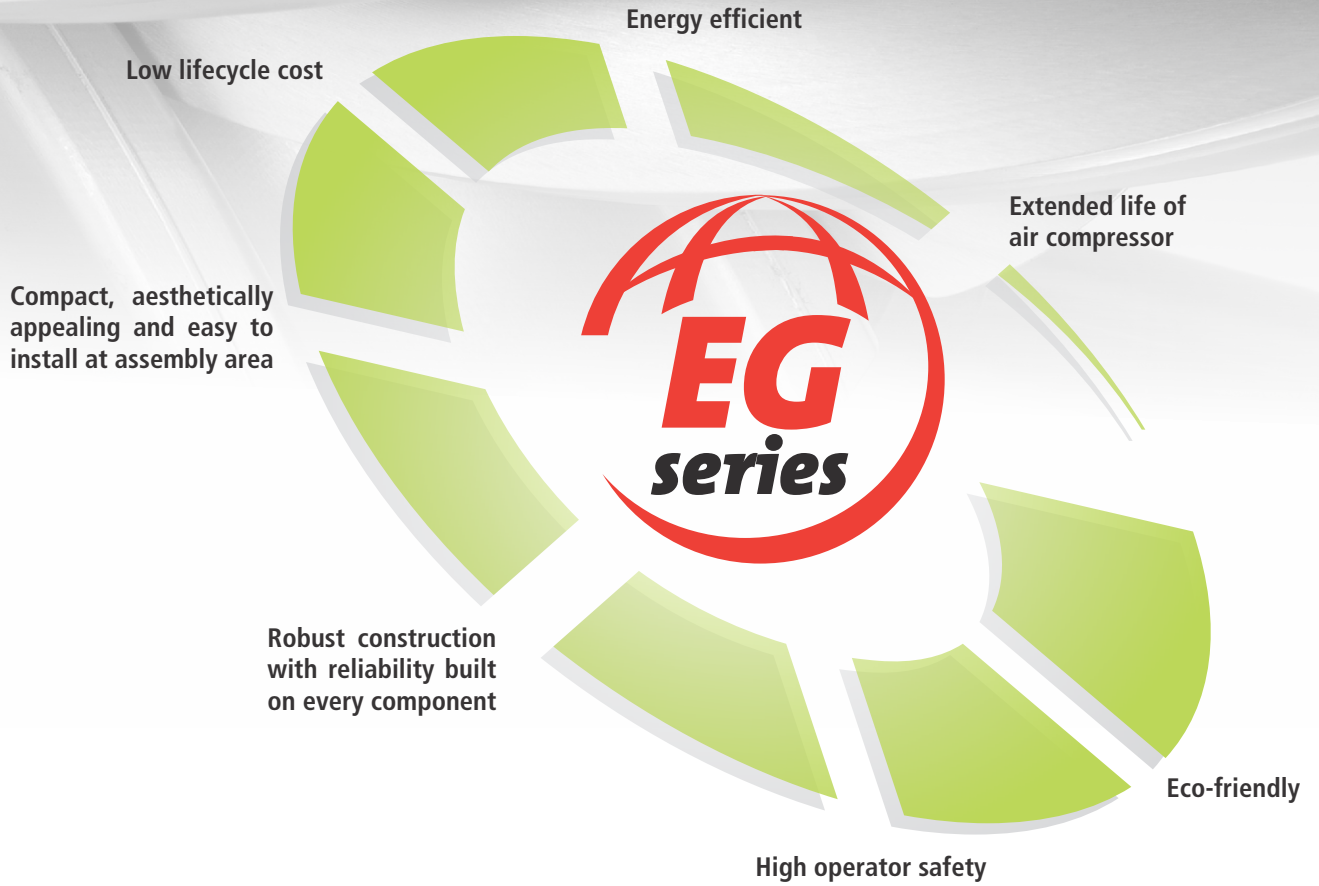 Energy efficient
Low lifecycle cost
Extended life of
air compressor
Compact, aesthetically
appealing and easy to
install at assembly area
EG
series
Robust construction
with reliability built
on every component
Eco-friendly
High operator safety